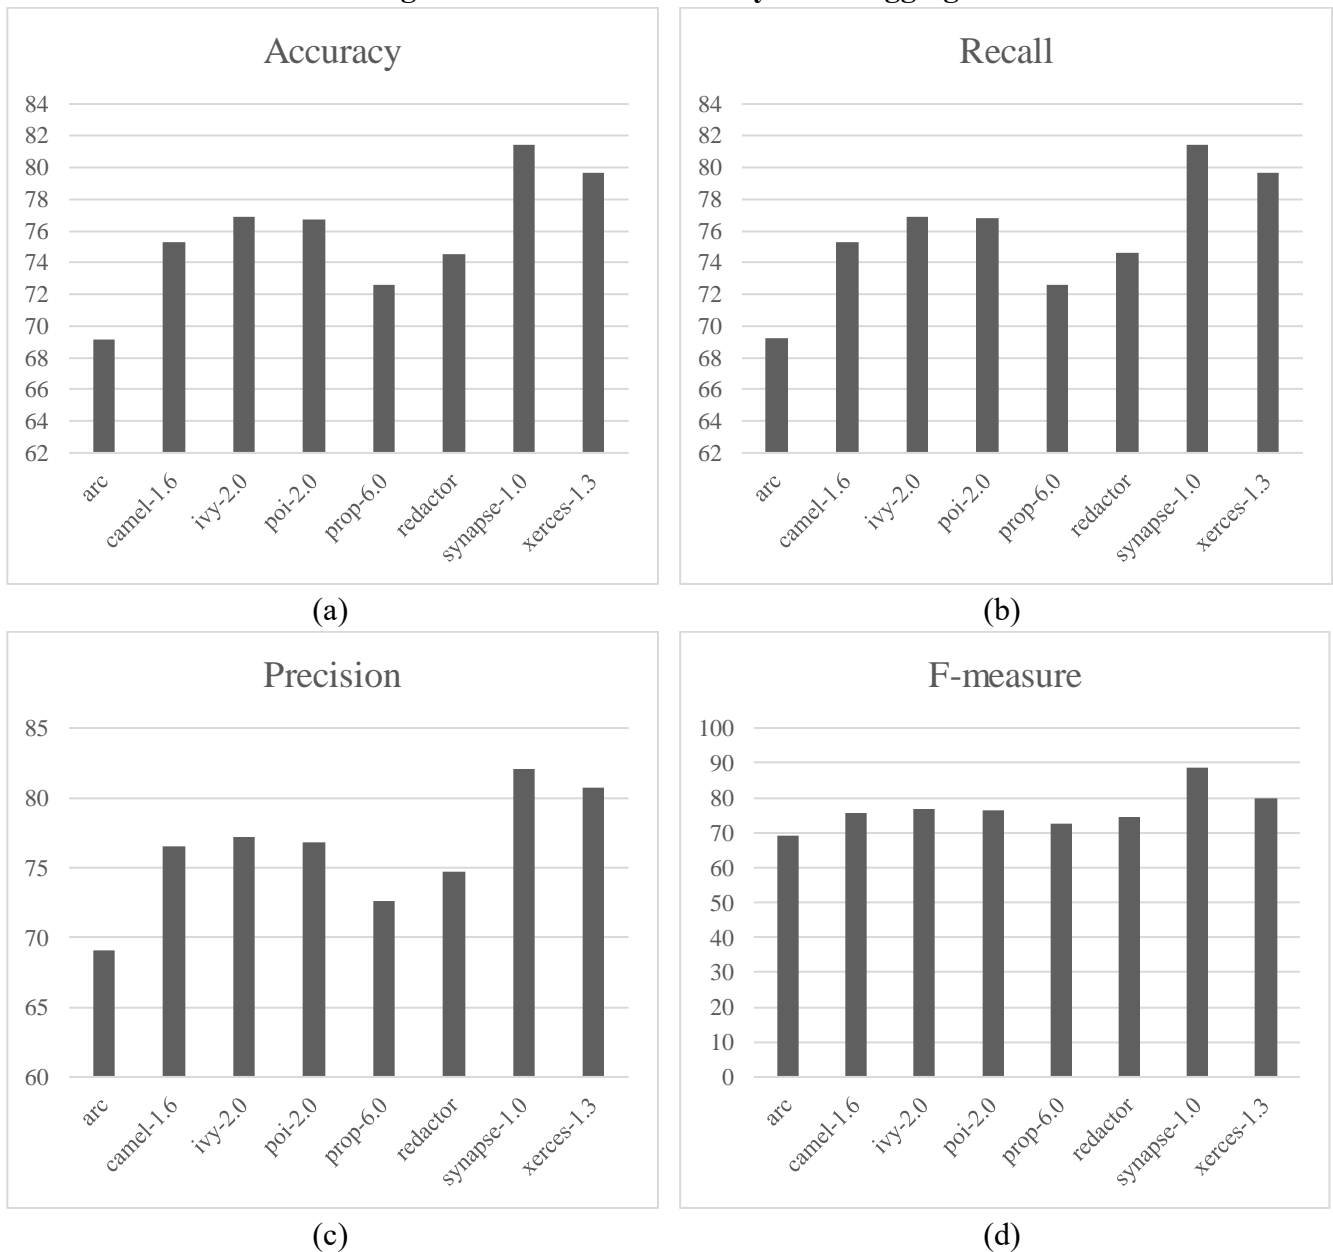 Accuracy
84
82
80
78
76
74
72
70
68
66
64
62
arc
camel-1.6
ivy-2.0
poi-2.0
prop-6.0
redactor
synapse-1.0
xerces-1.3
(a)
Recall
84
82
80
78
76
74
72
70
68
66
64
62
arc
camel-1.6
ivy-2.0
poi-2.0
prop-6.0
redactor
synapse-1.0
xerces-1.3
(b)
Precision
85
80
75
70
65
60
arc
camel-1.6
ivy-2.0
poi-2.0
prop-6.0
redactor
synapse-1.0
xerces-1.3
(c)
F-measure
100
90
80
70
60
50
40
30
20
10
0
arc
camel-1.6
ivy-2.0
poi-2.0
prop-6.0
redactor
synapse-1.0
xerces-1.3
(d)